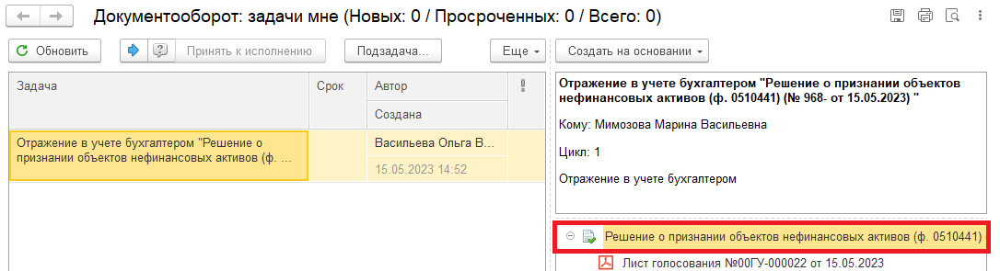 Документооборот: задачи мне (Новых: 0 / Просроченных: 0 / Всего: 0)
Обновить
Принять к исполнению
Подзадача...
Еще
Создать на основании
Задача
Срок
Автор
Создана
Отражение в учете бухгалтером "Решение о
признании объектов нефинансовых активов (ф. ...
Васильева Ольга В...
15.05.2023 14:52
Отражение в учете бухгалтером "Решение о признании объектов
нефинансовых активов (ф. 0510441) (№ 968- от 15.05.2023) "
Кому: Мимозова Марина Васильевна
Цикл: 1
Отражение в учете бухгалтером
Решение о признании объектов нефинансовых активов (ф. 0510441)
Лист голосования №00ГУ-000022 от 15.05.2023